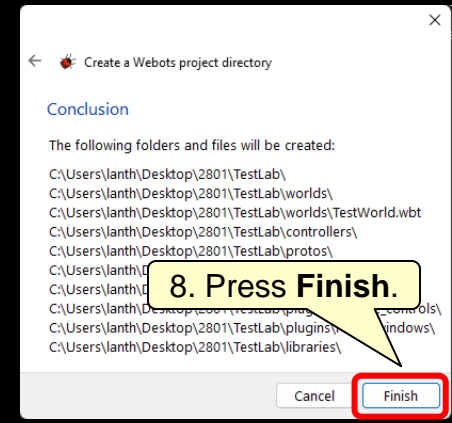 Create a Webots project directory
Conclusion
The following folders and files will be created:
C:\Users\lanth\Desktop\2801\TestLab\
C:\Users\lanth\Desktop\2801\TestLab\worlds\
C:\Users\lanth\Desktop\2801\TestLab\worlds\TestWorld.wbt
C:\Users\lanth\Desktop\2801\TestLab\controllers\
C:\Users\lanth\Desktop\2801\TestLab\protos\
C:\Users\lanth\
C:\Users\lanth\
C:\Users\lanth\Desktop\2801\TestLab\
C:\Users\lanth\Desktop\2801\TestLab\plugins\
C:\Users\lanth\Desktop\2801\TestLab\libraries\
8. Press Finish.
Cancel Finish